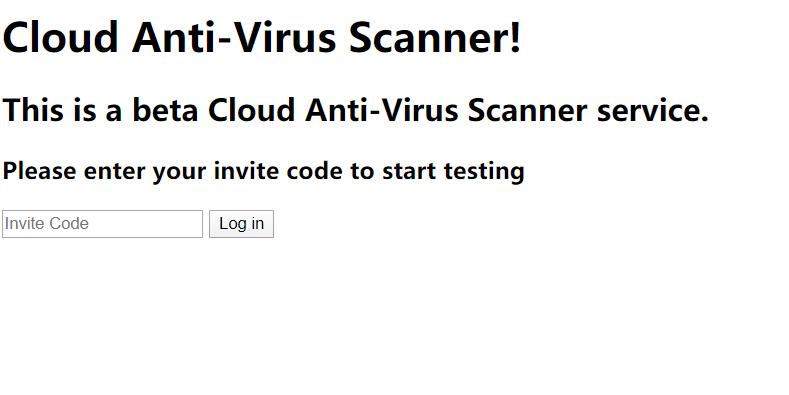 Cloud Anti-Virus Scanner!
This is a beta Cloud Anti-Virus Scanner service.
Please enter your invite code to start testing
Invite Code Log in